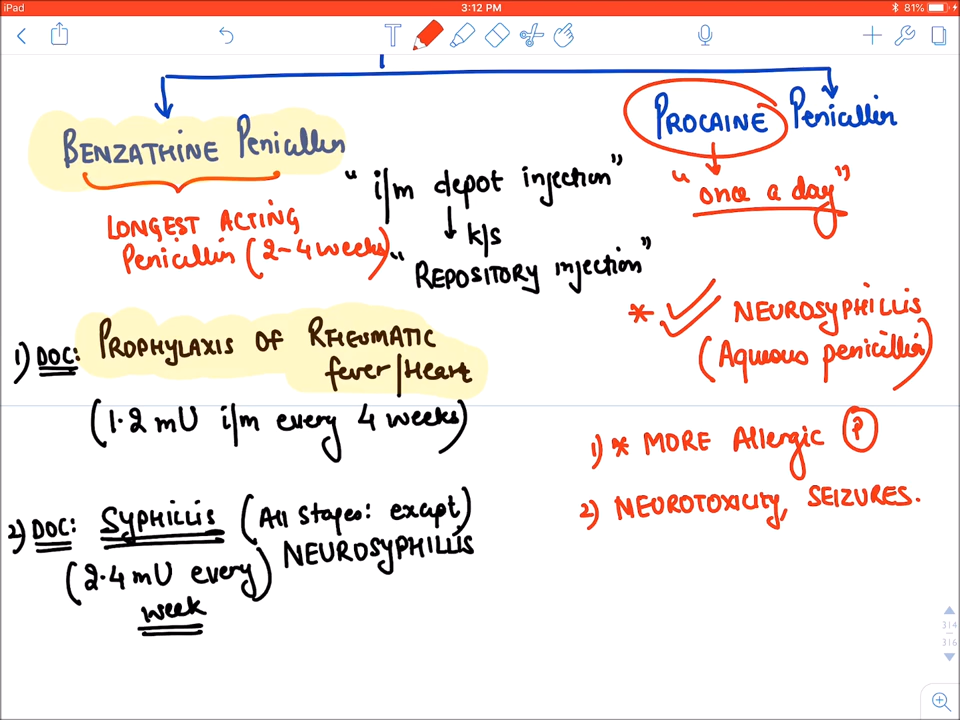 iPad
3:12 PM
81%
T
BENZATHINE Penicillin
PROCAINE Penicillin
LONGEST ACTING
Penicillin (2-4 weeks)
"i/m depot injection"
k/s
"REPOSITORY injection"
"once a day"
* NEUROSYPHILLIS
(Aqueous penicillin)
1) DOC: PROPHYLAXIS OF RHEUMATIC
fever/Heart
(1.2 mU i/m every 4 weeks)
2) DOC: SYPHILLIS (All stages: except)
NEUROSYPHILLIS
(2.4 mU every)
week
1) * MORE Allergic P
2) NEUROTOXICITY, SEIZURES.
314
316